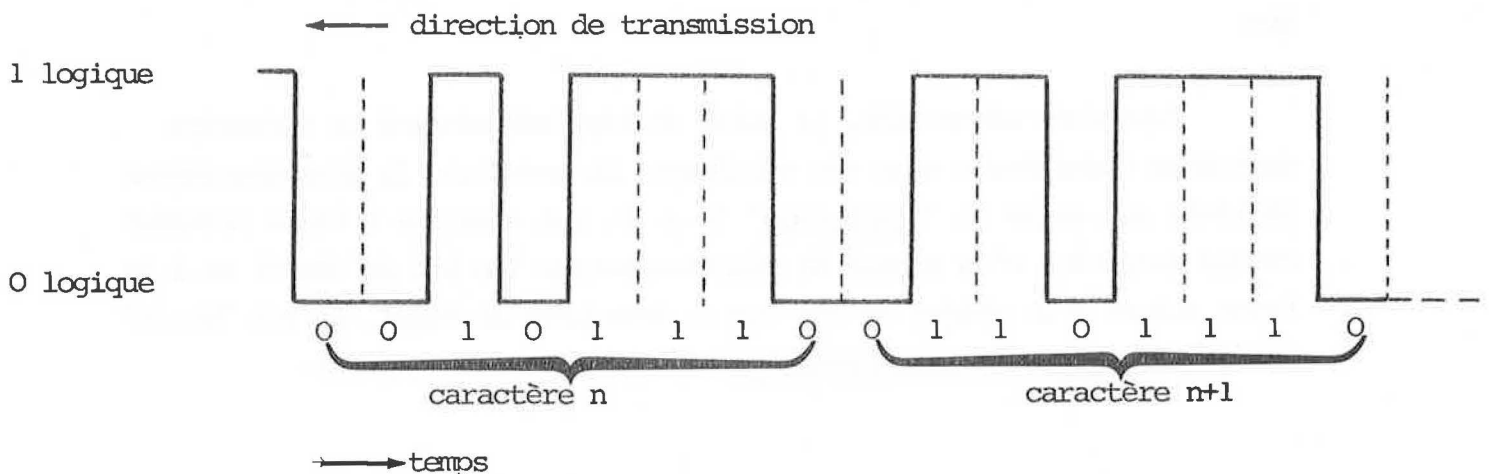 direction de transmission
1 logique
0 logique
0 0 1 0 1 1 1 0 0 1 1 0 1 1 1 0
caractère n caractère n+1
temps